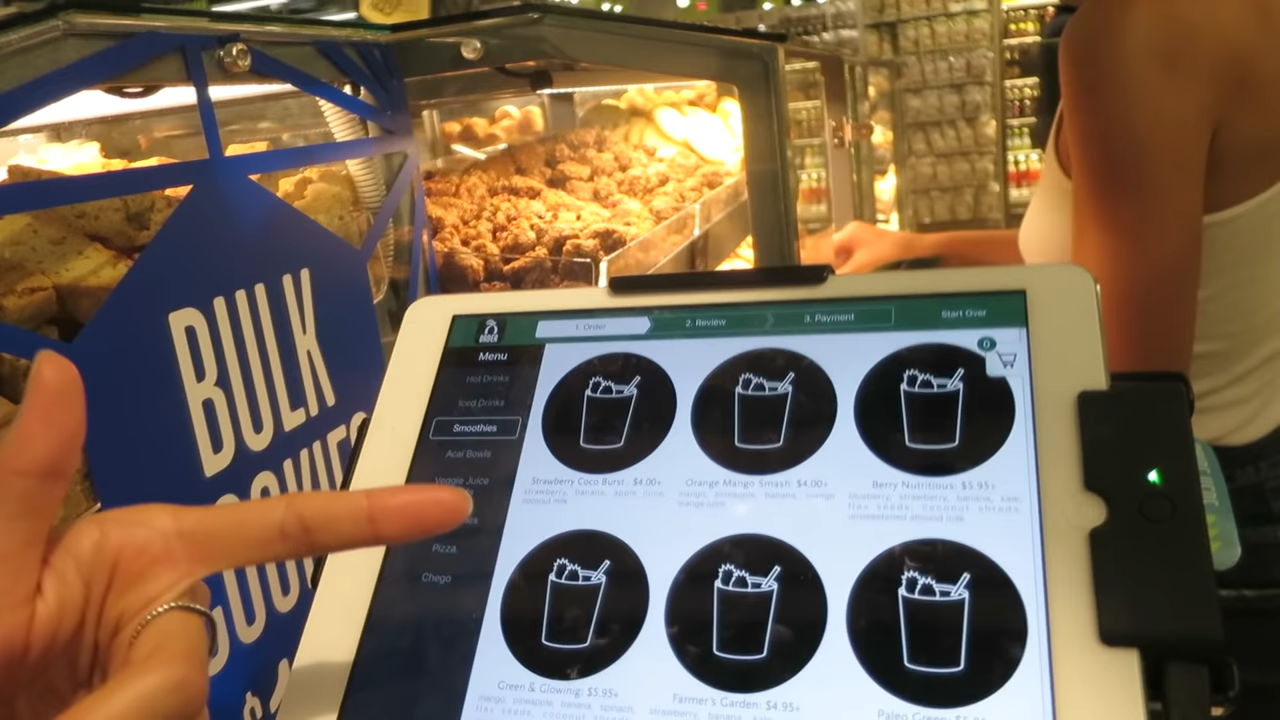 BULK
COOKIES
ORDER
1. Order
2. Review
3. Payment
Start Over
0
Menu
Hot Drinks
Iced Drinks
Smoothies
Acai Bowls
Veggie Juice
Pizza
Chego
Strawberry Coco Burst: $4.00+
strawberry, banana, apple juice,
coconut milk
Orange Mango Smash: $4.00+
mango, pineapple, banana, orange
Berry Nutritious: $5.95+
blueberry, strawberry, banana, kale,
flax seeds, coconut shreds,
unsweetened almond milk
Green & Glowinig: $5.95+
mango, pineapple, banana, spinach,
flax seeds, coconut shreds
Farmer's Garden: $4.95+
strawberry, banana, kale
Paleo Green: